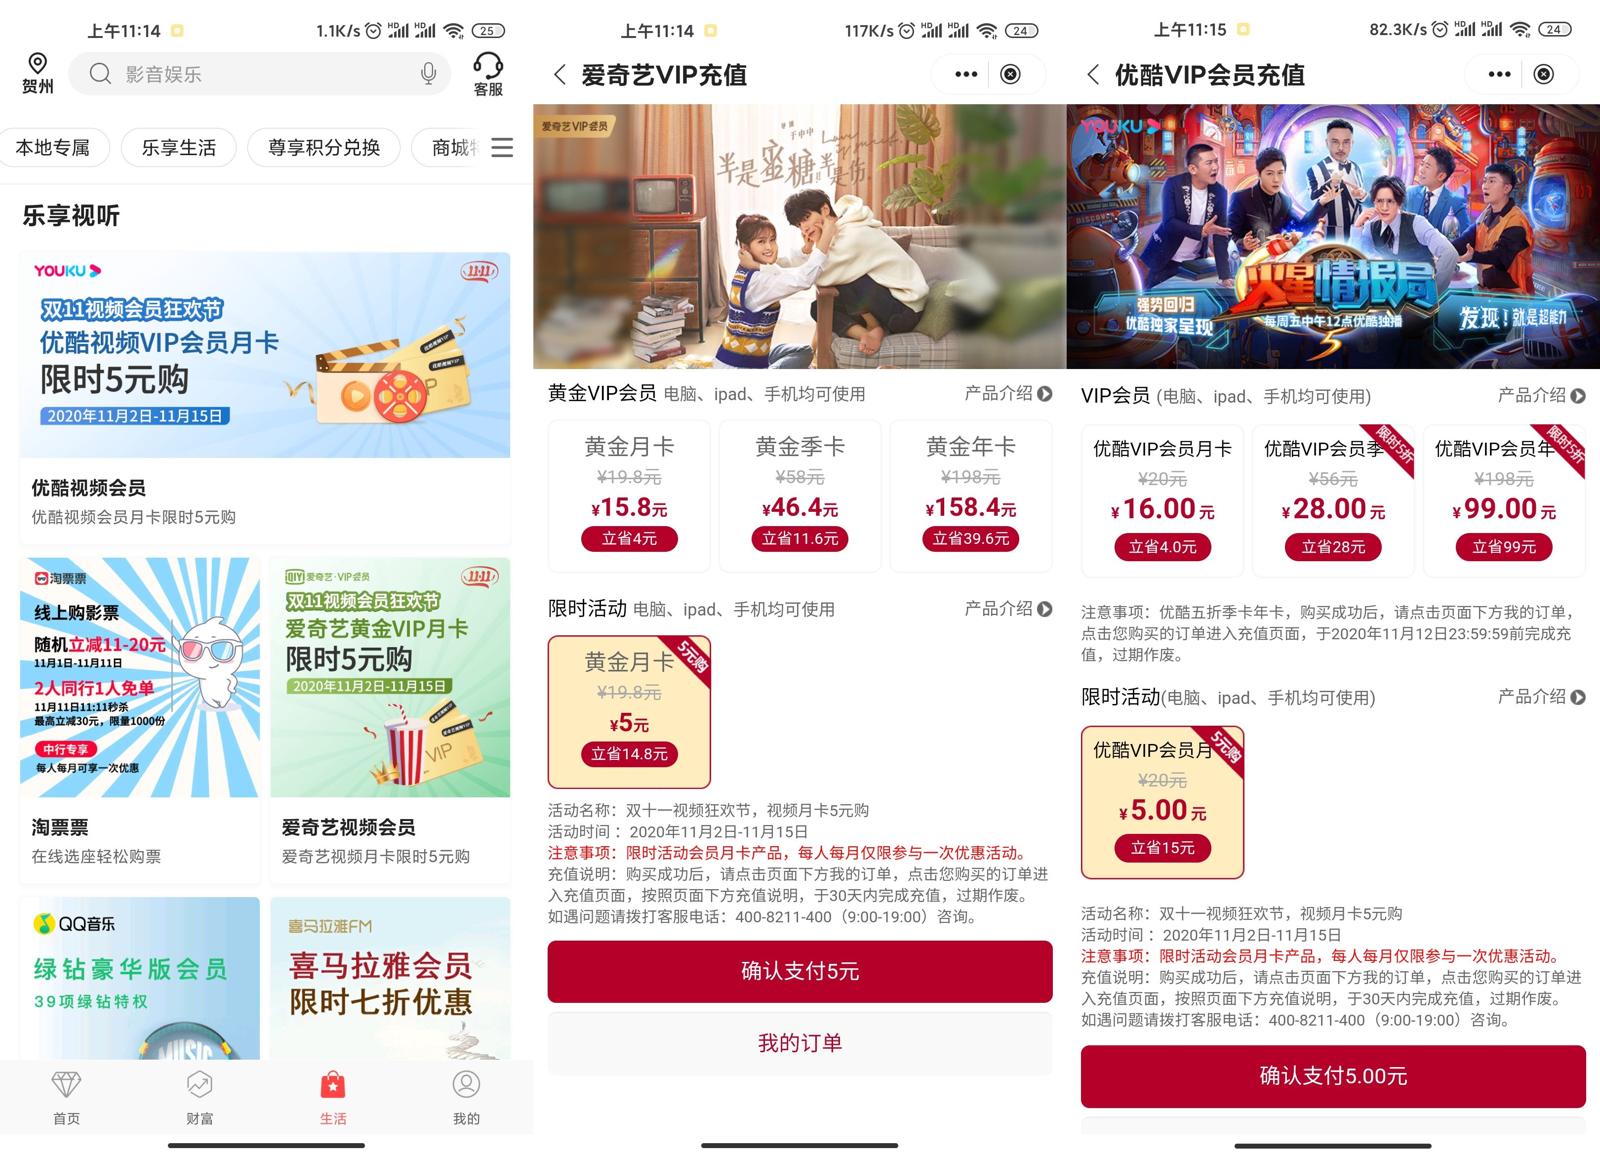 上午11:14
1.1K/s
HD
HD
25
贺州
影音娱乐
客服
本地专属
乐享生活
尊享积分兑换
商城
乐享视听
YOUKU
11.11
双11视频会员狂欢节
优酷视频VIP会员月卡
限时5元购
2020年11月2日-11月15日
优酷视频会员
优酷视频会员月卡限时5元购
淘票票
线上购影票
随机立减11-20元
11月1日-11月11日
2人同行1人免单
11月11日11:11秒杀
最高立减30元，限量1000份
中行专享
每人每月可享一次优惠
淘票票
在线选座轻松购票
QIY 爱奇艺·VIP会员
11.11
双11视频会员狂欢节
爱奇艺黄金VIP月卡
限时5元购
2020年11月2日-11月15日
VIP
爱奇艺视频会员
爱奇艺视频月卡限时5元购
QQ音乐
绿钻豪华版会员
39项绿钻特权
MUSIC
喜马拉雅FM
喜马拉雅会员
限时七折优惠
首页
财富
生活
我的
上午11:14
117K/s
HD
HD
24
爱奇艺VIP充值
爱奇艺VIP会员
半是蜜糖半是伤
黄金VIP会员 电脑、ipad、手机均可使用
产品介绍
黄金月卡
¥19.8元
¥15.8元
立省4元
黄金季卡
¥58元
¥46.4元
立省11.6元
黄金年卡
¥198元
¥158.4元
立省39.6元
限时活动 电脑、ipad、手机均可使用
产品介绍
5元购
黄金月卡
¥19.8元
¥5元
立省14.8元
活动名称：双十一视频狂欢节，视频月卡5元购
活动时间 ：2020年11月2日-11月15日
注意事项：限时活动会员月卡产品，每人每月仅限参与一次优惠活动。
充值说明：购买成功后，请点击页面下方我的订单，点击您购买的订单进
入充值页面，按照页面下方充值说明，于30天内完成充值，过期作废。
如遇问题请拨打客服电话：400-8211-400（9:00-19:00）咨询。
确认支付5元
我的订单
上午11:15
82.3K/s
HD
HD
24
优酷VIP会员充值
YOUKU
火星情报局
强势回归
优酷独家呈现
每周五中午12点优酷独播
5
发现！就是超能力
VIP会员 (电脑、ipad、手机均可使用)
产品介绍
优酷VIP会员月卡
¥20元
¥16.00元
立省4.0元
限时5折
优酷VIP会员季
¥56元
¥28.00元
立省28元
限时5折
优酷VIP会员年
¥198元
¥99.00元
立省99元
注意事项：优酷五折季卡年卡，购买成功后，请点击页面下方我的订单，
点击您购买的订单进入充值页面，于2020年11月12日23:59:59前完成充
值，过期作废。
限时活动(电脑、ipad、手机均可使用)
产品介绍
5元购
优酷VIP会员月
¥20元
¥5.00元
立省15元
活动名称：双十一视频狂欢节，视频月卡5元购
活动时间 ：2020年11月2日-11月15日
注意事项：限时活动会员月卡产品，每人每月仅限参与一次优惠活动。
充值说明：购买成功后，请点击页面下方我的订单，点击您购买的订单进
入充值页面，按照页面下方充值说明，于30天内完成充值，过期作废。
如遇问题请拨打客服电话：400-8211-400（9:00-19:00）咨询。
确认支付5.00元